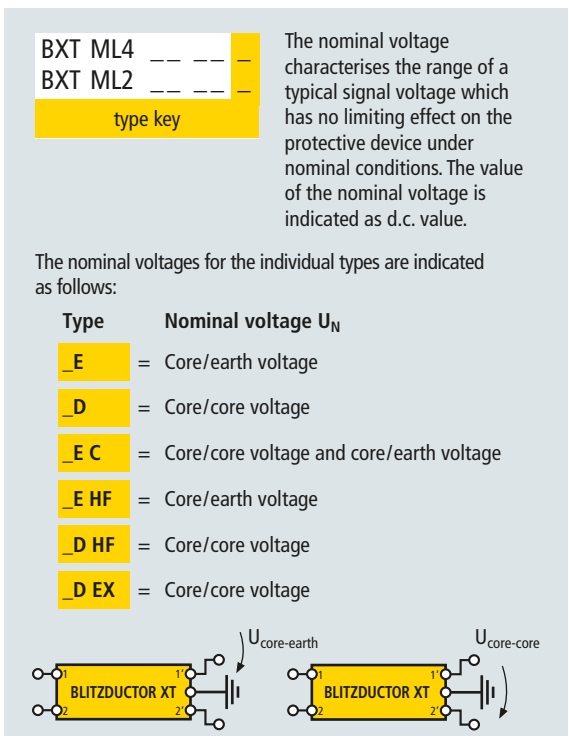 BXT ML4 _ _ _ _ _
BXT ML2 _ _ _ _ _
type key
The nominal voltage
characterises the range of a
typical signal voltage which
has no limiting effect on the
protective device under
nominal conditions. The value
of the nominal voltage is
indicated as d.c. value.
The nominal voltages for the individual types are indicated
as follows:
Type Nominal voltage UN
_E = Core/earth voltage
_D = Core/core voltage
_E C = Core/core voltage and core/earth voltage
_E HF = Core/earth voltage
_D HF = Core/core voltage
_D EX = Core/core voltage
Ucore-earth
1 1'
BLITZDUCTOR XT
2 2'
Ucore-core
1 1'
BLITZDUCTOR XT
2 2'